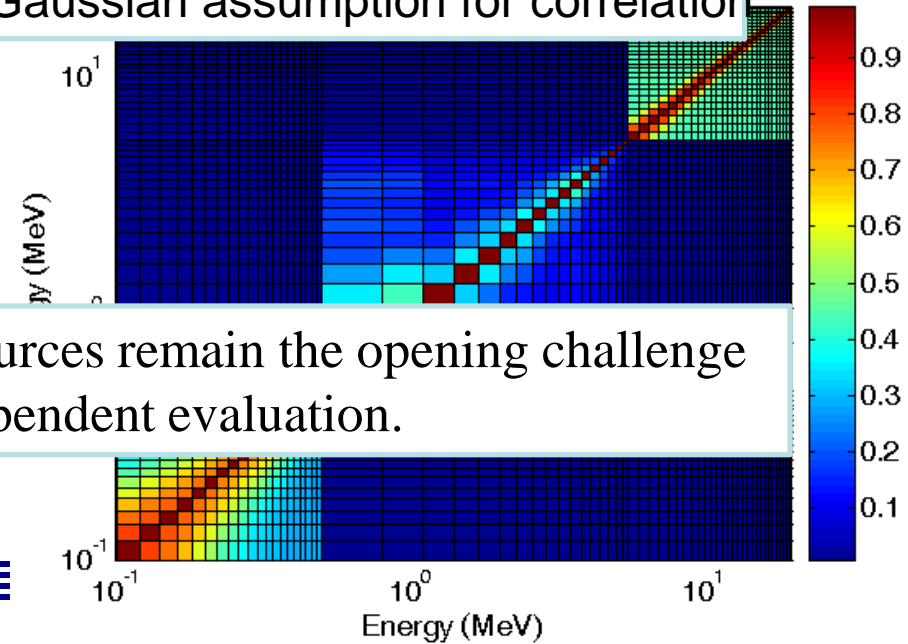 Gaussian assumption for correlation
10¹
0.9
0.8
0.7
0.6
0.5
0.4
0.3
0.2
0.1
(MeV)
urces remain the opening challenge
pendent evaluation.
10⁻¹
10⁻¹ 10⁰ 10¹
Energy (MeV)